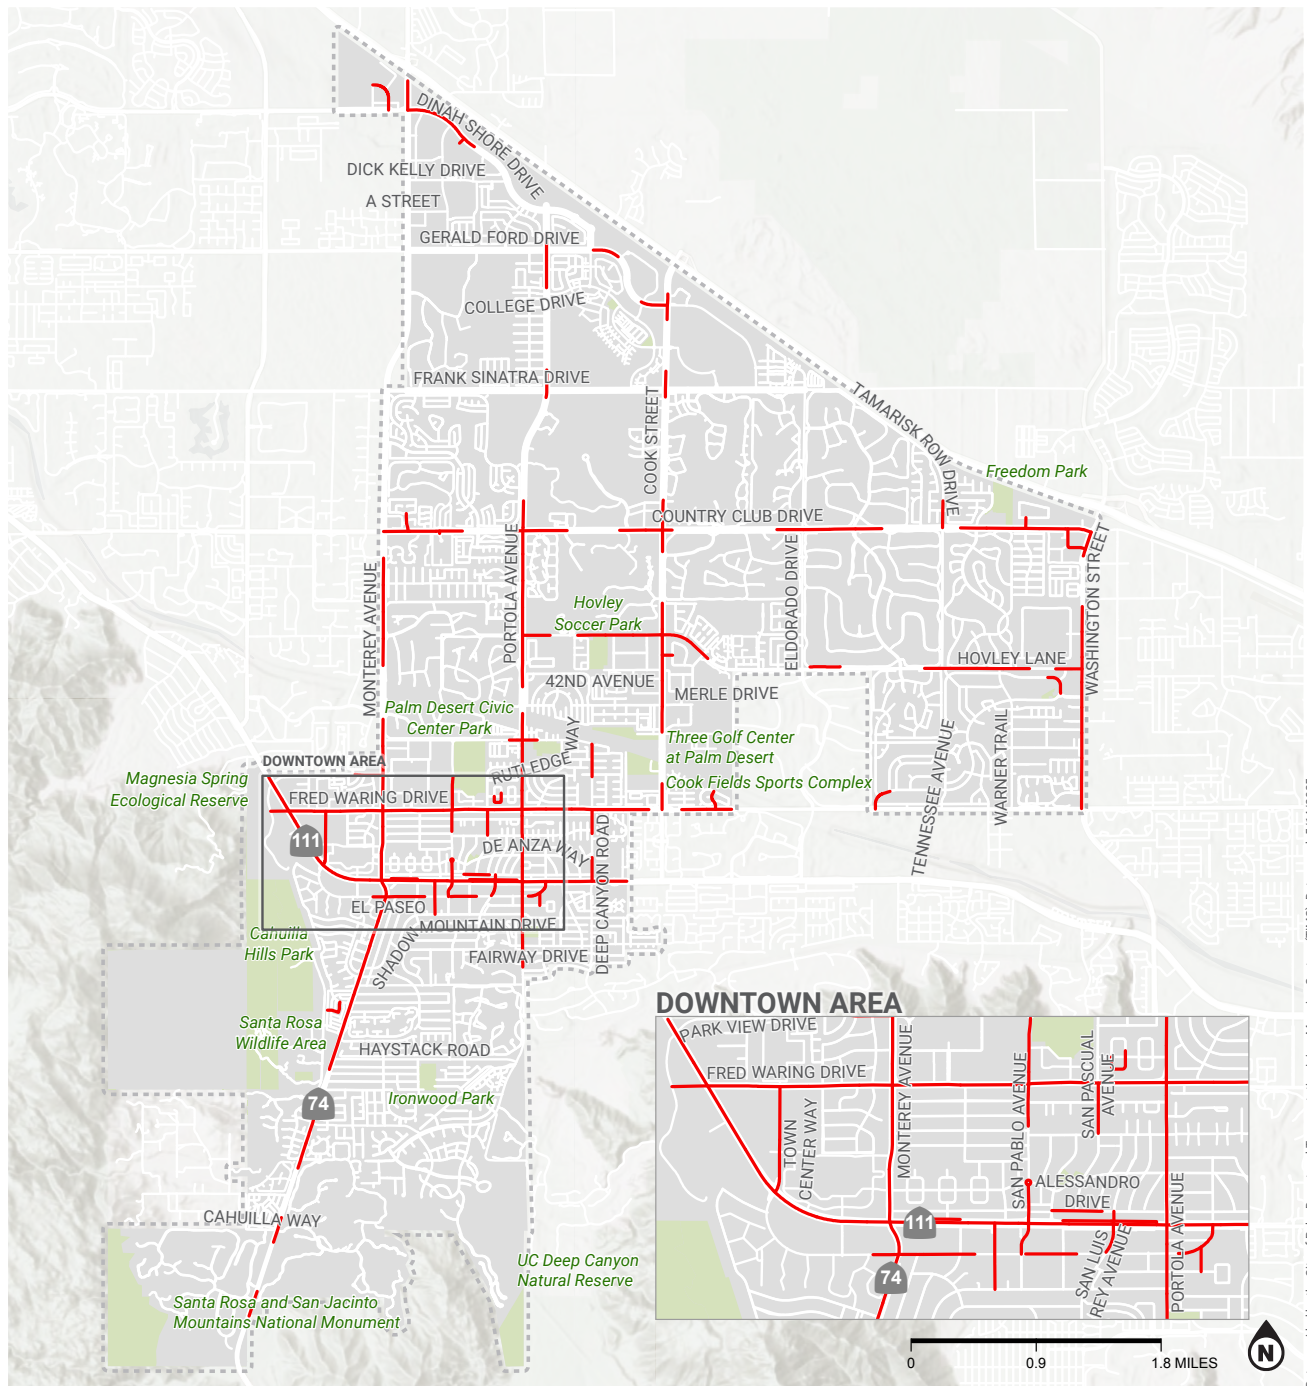 DINAH SHORE DRIVE
DICK KELLY DRIVE
A STREET
GERALD FORD DRIVE
COLLEGE DRIVE
FRANK SINATRA DRIVE
COOK STREET
TAMARISK ROW DRIVE
Freedom Park
COUNTRY CLUB DRIVE
PORTOLA AVENUE
MONTEREY AVENUE
ELDORADO DRIVE
WASHINGTON STREET
Hovley
Soccer Park
HOVLEY LANE
42ND AVENUE
MERLE DRIVE
Palm Desert Civic
Center Park
RUTLEDGE WAY
Three Golf Center
at Palm Desert
Cook Fields Sports Complex
TENNESSEE AVENUE
WARNER TRAIL
DOWNTOWN AREA
Magnesia Spring
Ecological Reserve
FRED WARING DRIVE
111
DE ANZA WAY
DEEP CANYON ROAD
EL PASEO
SHADOW MOUNTAIN DRIVE
Cahuilla
Hills Park
FAIRWAY DRIVE
Santa Rosa
Wildlife Area
HAYSTACK ROAD
74
Ironwood Park
CAHUILLA WAY
UC Deep Canyon
Natural Reserve
Santa Rosa and San Jacinto
Mountains National Monument
DOWNTOWN AREA
PARK VIEW DRIVE
FRED WARING DRIVE
TOWN
CENTER WAY
MONTEREY AVENUE
SAN PABLO AVENUE
SAN PASCUAL
AVENUE
ALESSANDRO
DRIVE
111
74
SAN LUIS
REY AVENUE
PORTOLA AVENUE
0 0.9 1.8 MILES
N